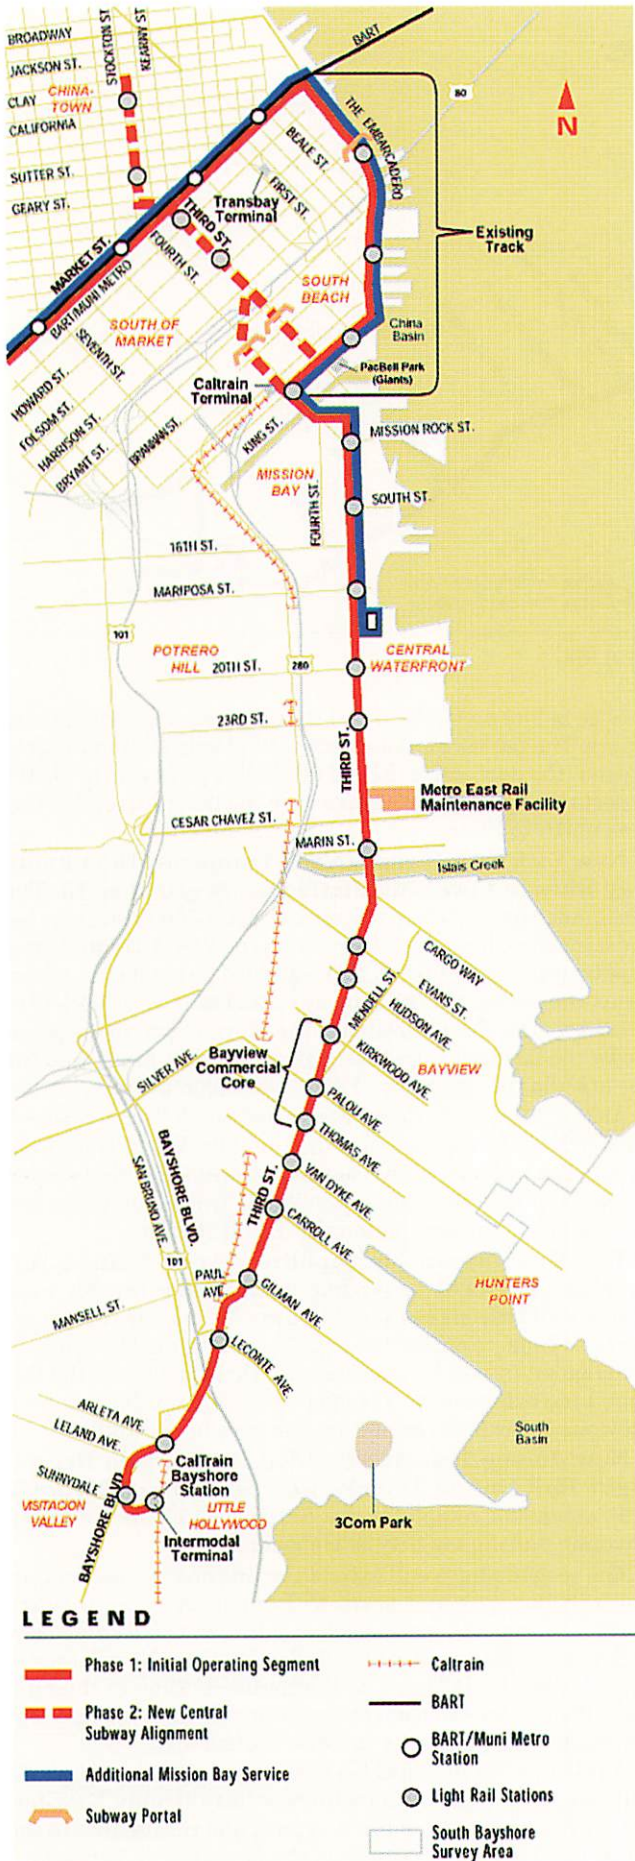 BROADWAY
STOCKTON ST
KEARNY ST
BART
JACKSON ST.
CLAY
CHINA-
TOWN
CALIFORNIA
80
N
SUTTER ST.
GEARY ST.
BEALE ST.
THE EMBARCADERO
FIRST ST.
Transbay
Terminal
THIRD ST.
FOURTH ST.
Existing
Track
MARKET ST.
BART/MUNI METRO
SOUTH
BEACH
SOUTH OF
MARKET
SEVENTH ST.
China
Basin
HOWARD ST.
FOLSOM ST.
HARRISON ST.
BRYANT ST.
BRANNAN ST.
Caltrain
Terminal
PacBell Park
(Giants)
KING ST.
MISSION ROCK ST.
MISSION
BAY
FOURTH ST.
SOUTH ST.
16TH ST.
MARIPOSA ST.
101
POTRERO
HILL
20TH ST.
280
CENTRAL
WATERFRONT
23RD ST.
THIRD ST.
Metro East Rail
Maintenance Facility
CESAR CHAVEZ ST.
MARIN ST.
Islais Creek
CARGO WAY
EVANS ST.
MENDELL ST
HUDSON AVE.
Bayview
Commercial
Core
KIRKWOOD AVE.
BAYVIEW
SILVER AVE.
PALOU AVE.
THOMAS AVE.
BAYSHORE BLVD.
SAN BRUNO AVE.
THIRD ST.
VAN DYKE AVE.
CARROLL AVE.
101
PAUL
AVE.
GILMAN AVE.
HUNTERS
POINT
MANSELL ST.
LECONTE AVE.
ARLETA AVE.
LELAND AVE.
South
Basin
SUNNYDALE
CalTrain
Bayshore
Station
VISITACION
VALLEY
BAYSHORE BLVD
LITTLE
HOLLYWOOD
3Com Park
Intermodal
Terminal
LEGEND
Phase 1: Initial Operating Segment
Phase 2: New Central
Subway Alignment
Additional Mission Bay Service
Subway Portal
Caltrain
BART
BART/Muni Metro
Station
Light Rail Stations
South Bayshore
Survey Area